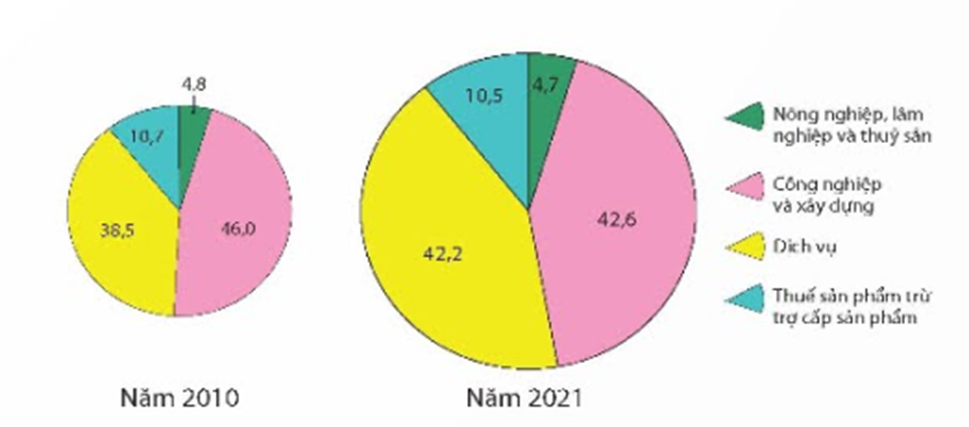 4,8
10,7
38,5
46,0
Năm 2010
10,5
4,7
42,2
42,6
Năm 2021
Nông nghiệp, lâm
nghiệp và thuỷ sản
Công nghiệp
và xây dựng
Dịch vụ
Thuế sản phẩm trừ
trợ cấp sản phẩm